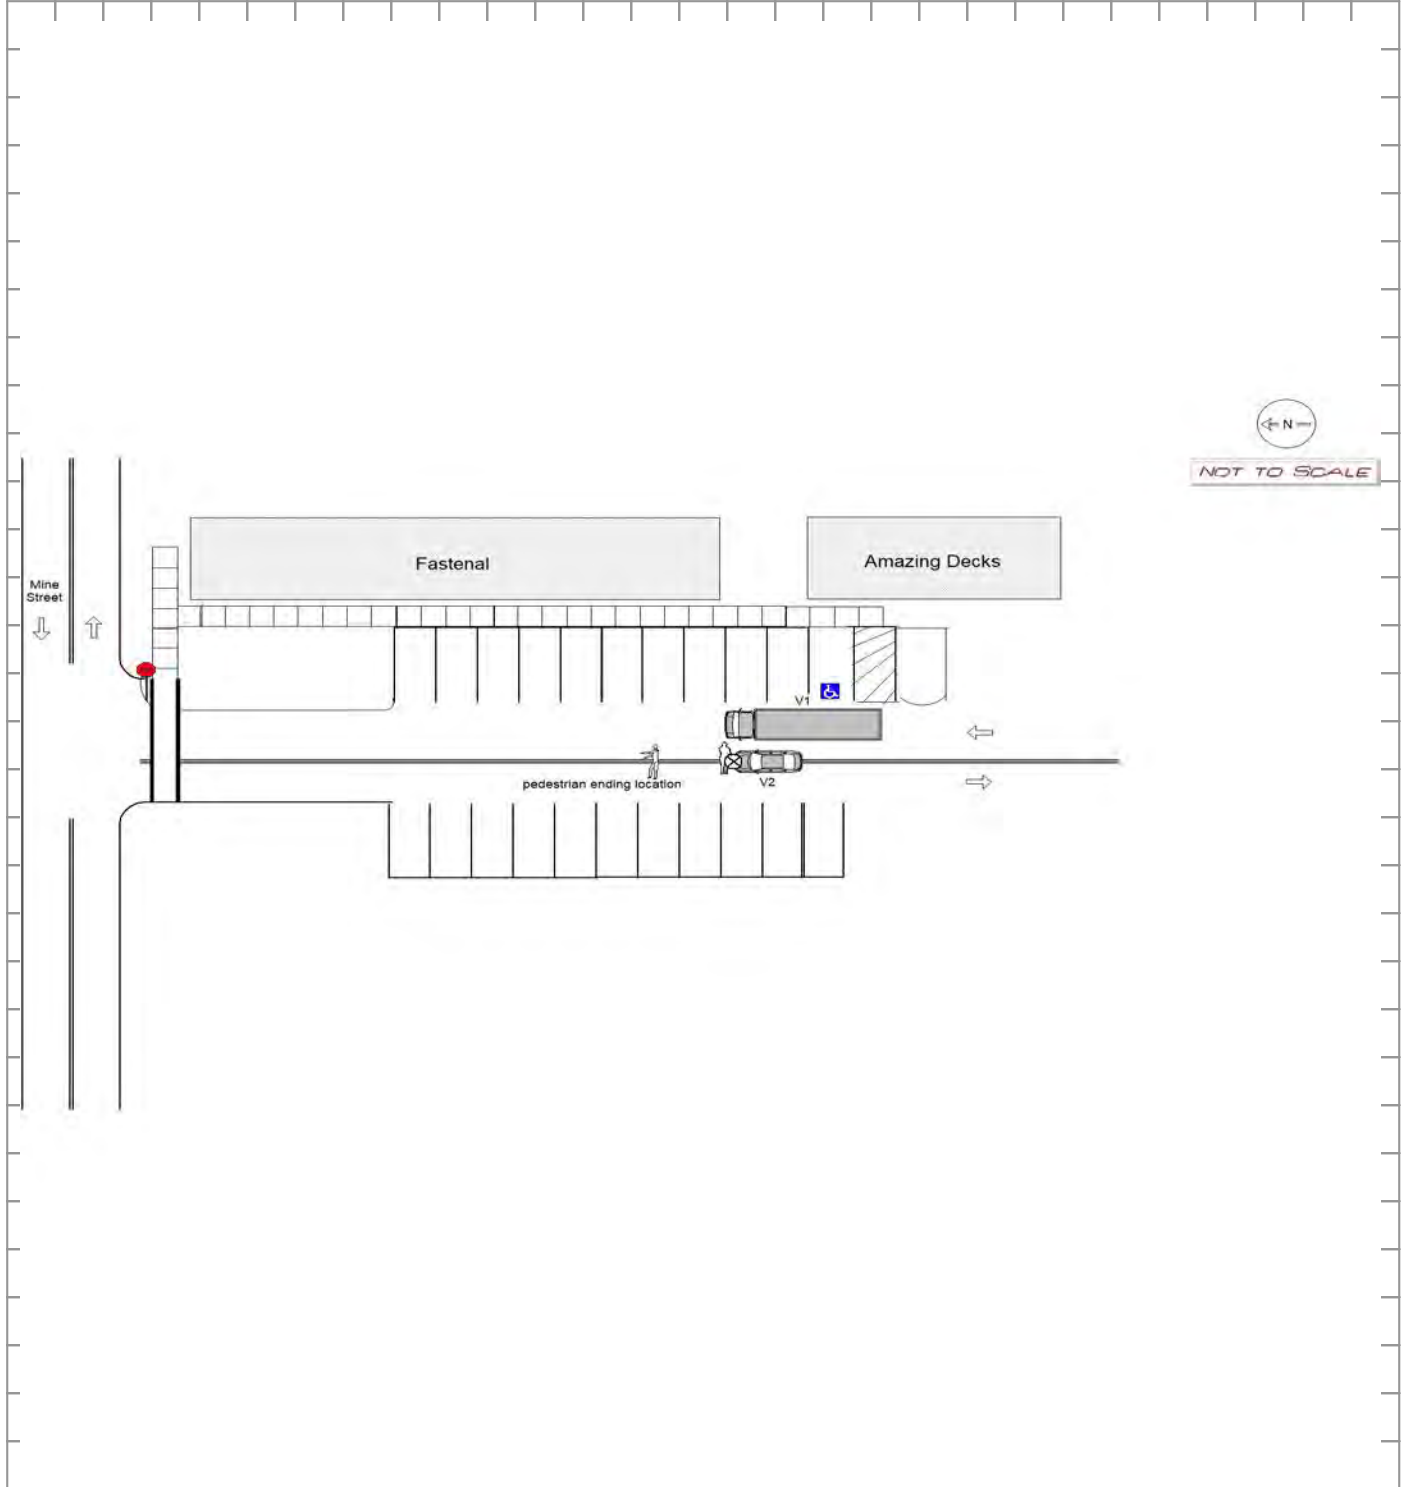 N
NOT TO SCALE
Mine
Street
Fastenal
Amazing Decks
V1
pedestrian ending location
V2